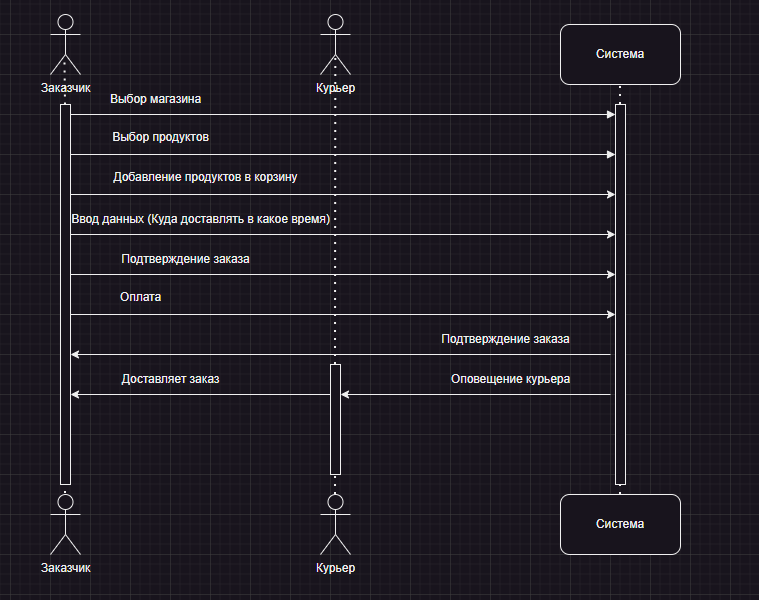 Заказчик
Курьер
Система
Выбор магазина
Выбор продуктов
Добавление продуктов в корзину
Ввод данных (Куда доставлять в какое время)
Подтверждение заказа
Оплата
Подтверждение заказа
Доставляет заказ
Оповещение курьера
Заказчик
Курьер
Система